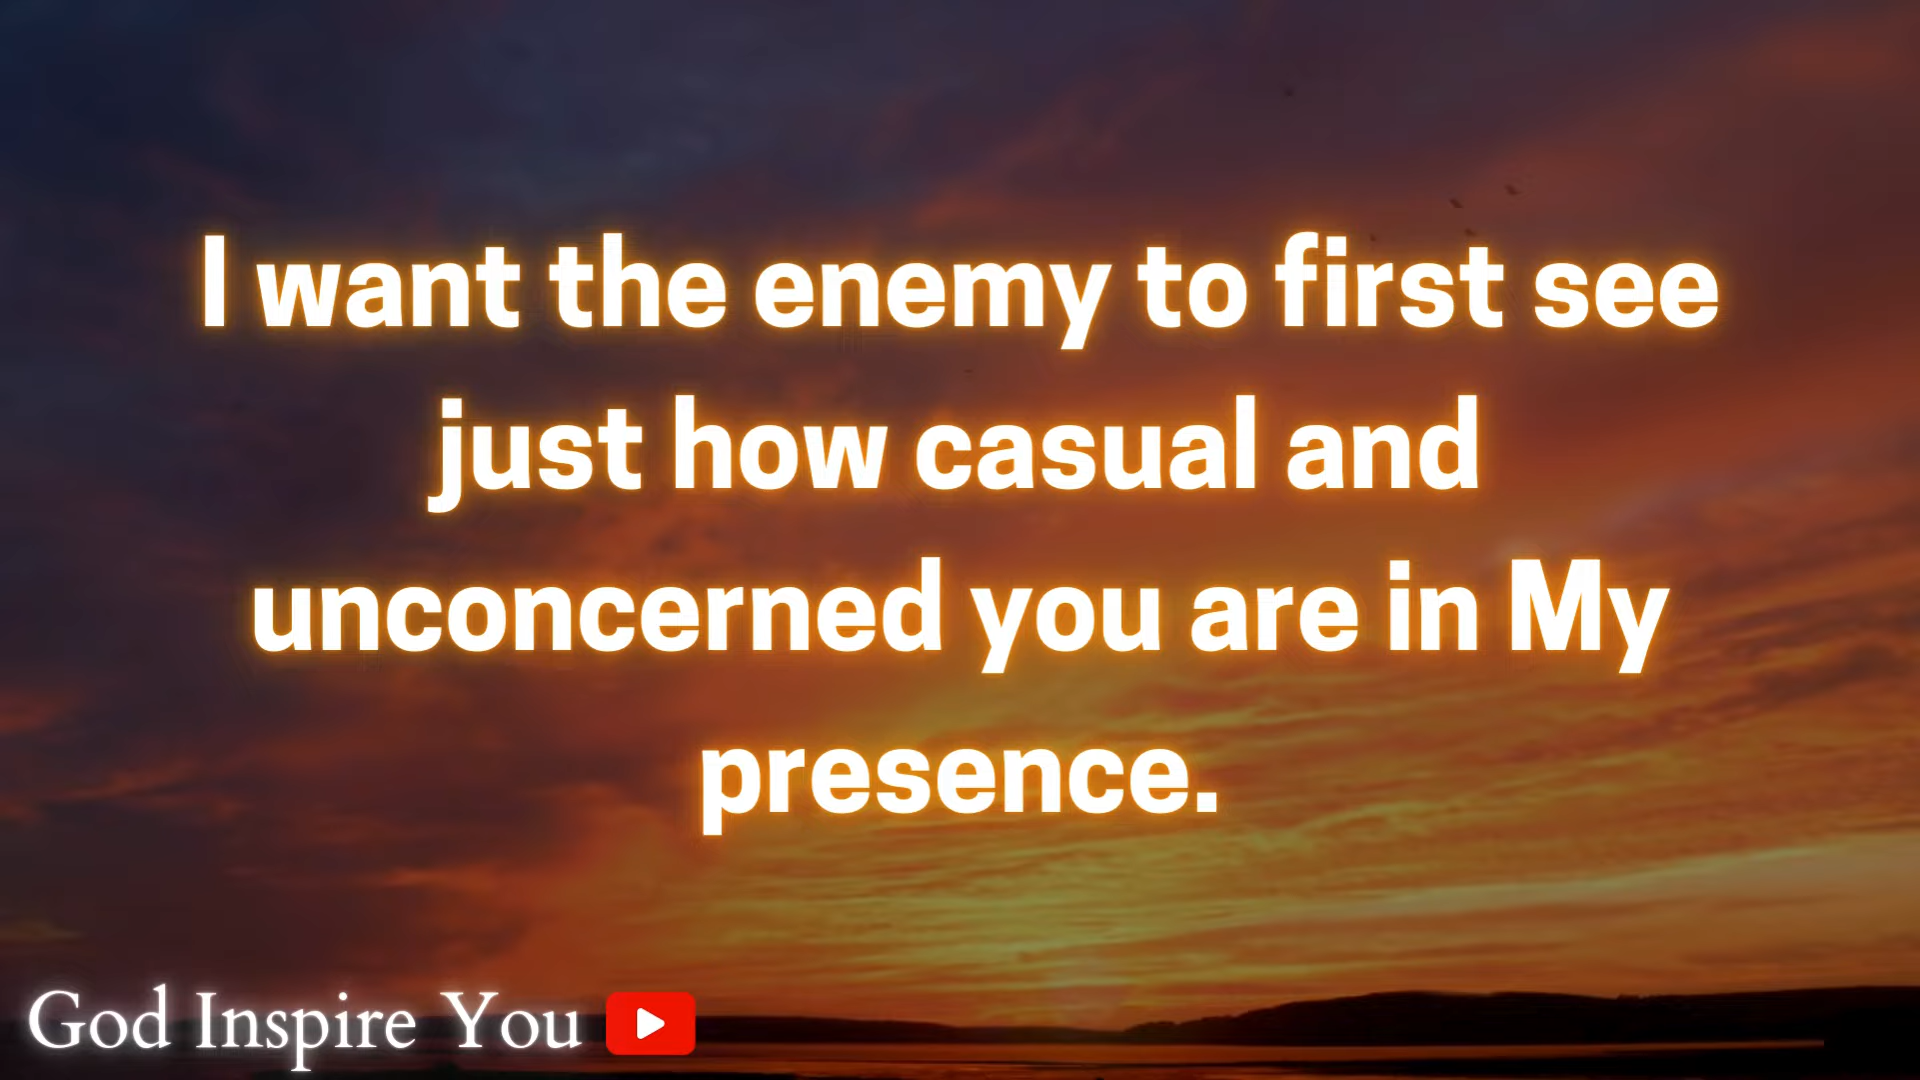 I want the enemy to first see
just how casual and
unconcerned you are in My
presence.
God Inspire You